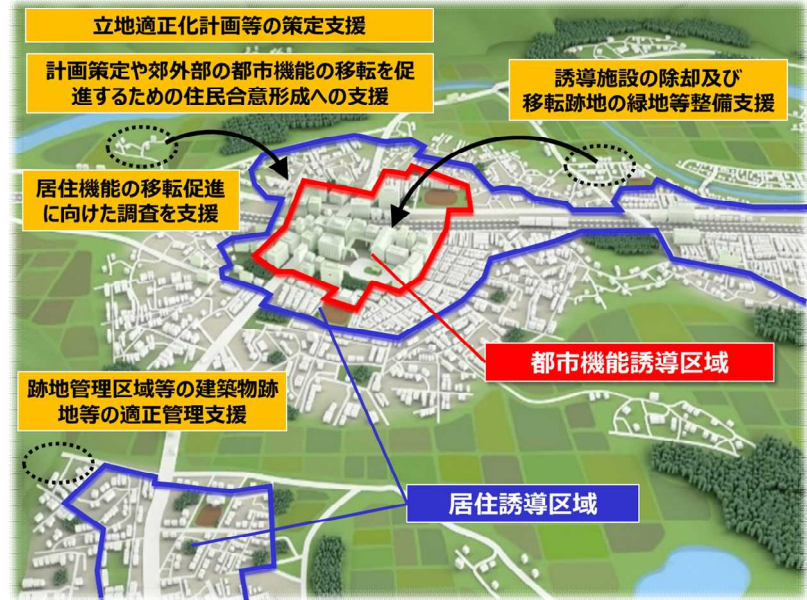 立地適正化計画等の策定支援
計画策定や郊外部の都市機能の移転を促
進するための住民合意形成への支援
誘導施設の除却及び
移転跡地の緑地等整備支援
居住機能の移転促進
に向けた調査を支援
都市機能誘導区域
跡地管理区域等の建築物跡
地等の適正管理支援
居住誘導区域